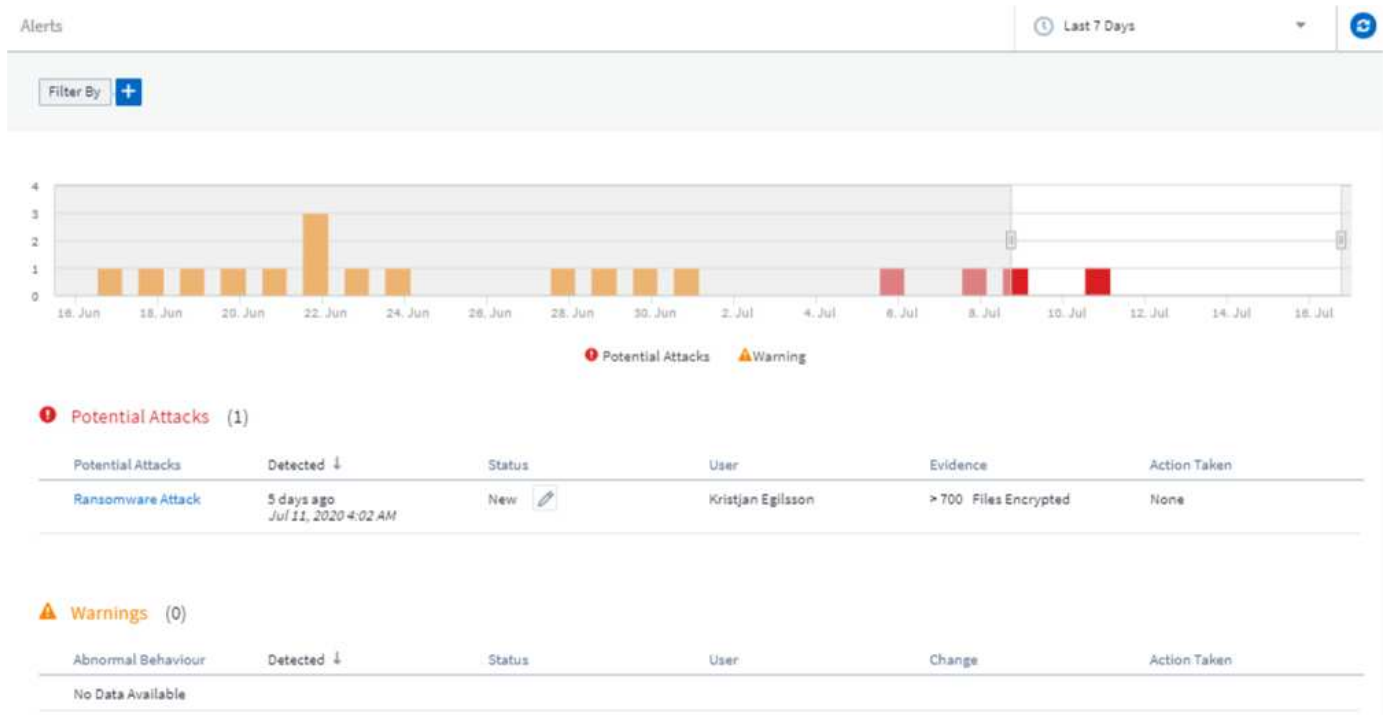 Alerts
Last 7 Days
Filter By +
4
3
2
1
0
16. Jun 18. Jun 20. Jun 22. Jun 24. Jun 26. Jun 28. Jun 30. Jun 2. Jul 4. Jul 6. Jul 8. Jul 10. Jul 12. Jul 14. Jul 16. Jul
Potential Attacks Warning
Potential Attacks (1)
Potential Attacks Detected ↓ Status User Evidence Action Taken
Ransomware Attack 5 days ago New Kristjan Egilsson > 700 Files Encrypted None
Jul 11, 2020 4:02 AM
Warnings (0)
Abnormal Behaviour Detected ↓ Status User Change Action Taken
No Data Available